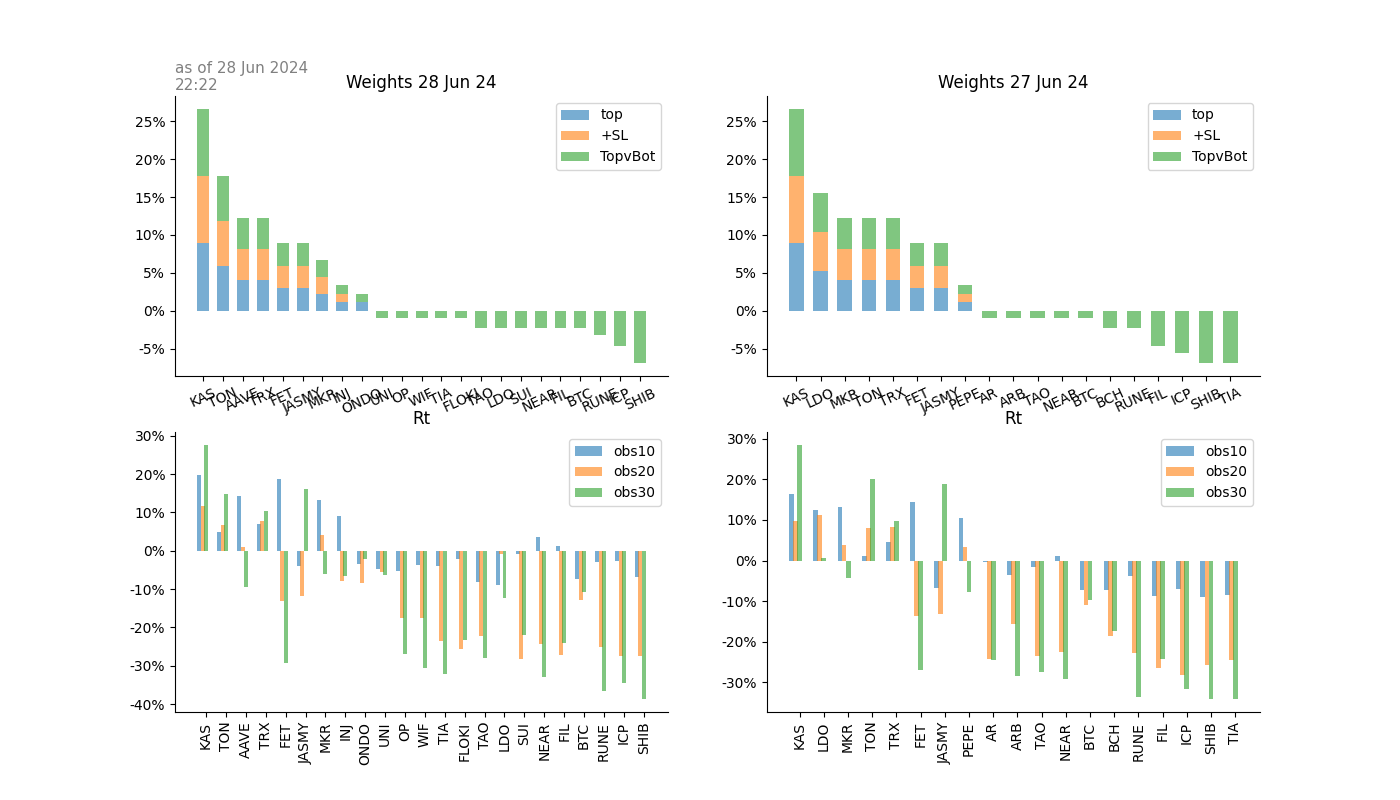 as of 28 Jun 2024
22:22
Weights 28 Jun 24
25%
20%
15%
10%
5%
0%
-5%
top
+SL
TopvBot
KAS TON AAVE TRX FET JASMY MKR INJ ONDO UNI OP WIF TIA FLOKI TAO LDO SUI NEAR FIL BTC RUNE ICP SHIB
Weights 27 Jun 24
25%
20%
15%
10%
5%
0%
-5%
top
+SL
TopvBot
KAS LDO MKR TON TRX FET JASMY PEPE AR ARB TAO NEAR BTC BCH RUNE FIL ICP SHIB TIA
Rt
30%
20%
10%
0%
-10%
-20%
-30%
-40%
obs10
obs20
obs30
KAS TON AAVE TRX FET JASMY MKR INJ ONDO UNI OP WIF TIA FLOKI TAO LDO SUI NEAR FIL BTC RUNE ICP SHIB
Rt
30%
20%
10%
0%
-10%
-20%
-30%
obs10
obs20
obs30
KAS LDO MKR TON TRX FET JASMY PEPE AR ARB TAO NEAR BTC BCH RUNE FIL ICP SHIB TIA